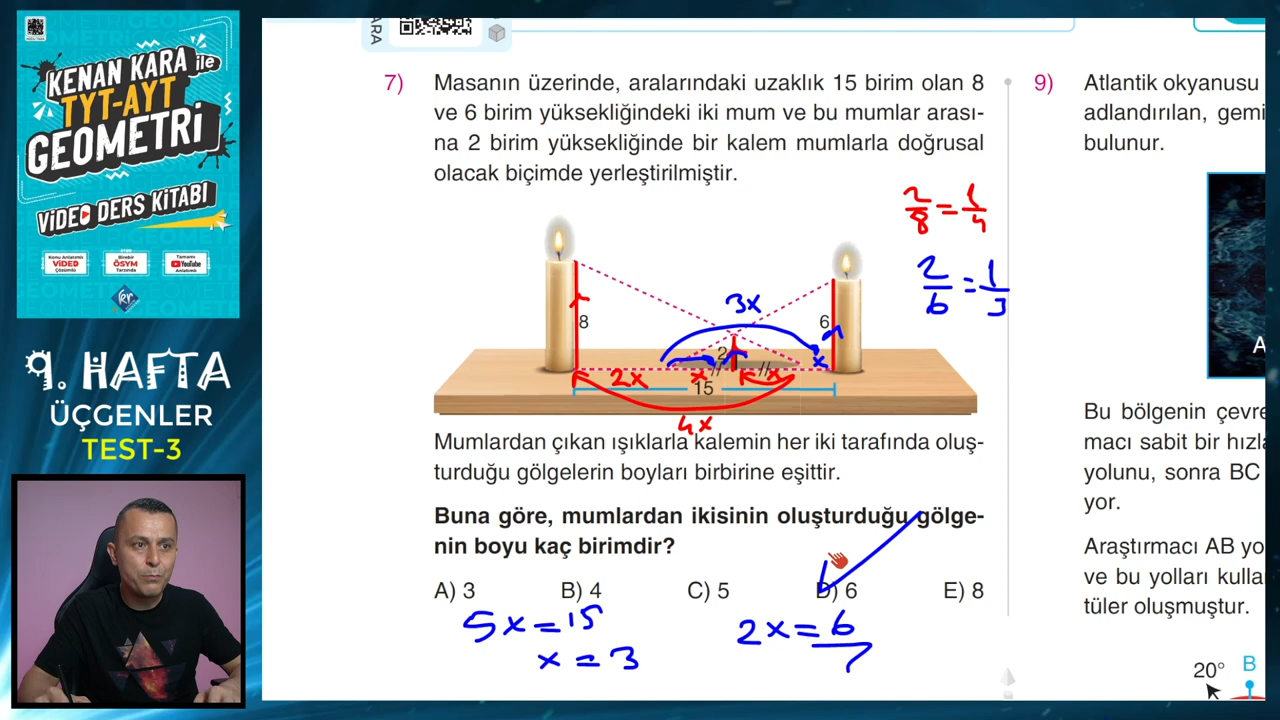 KENAN KARA ile
TYT-AYT
GEOMETRİ
VİDEO DERS KİTABI
VİDEO
ÖSYM
YouTube
9. HAFTA
ÜÇGENLER
TEST-3
ARA
7) Masanın üzerinde, aralarındaki uzaklık 15 birim olan 8
ve 6 birim yüksekliğindeki iki mum ve bu mumlar arası-
na 2 birim yüksekliğinde bir kalem mumlarla doğrusal
olacak biçimde yerleştirilmiştir.
2/8 = 1/4
2/6 = 1/3
3x
8
6
2
2x
x
x
x
15
4x
Mumlardan çıkan ışıklarla kalemin her iki tarafında oluş-
turduğu gölgelerin boyları birbirine eşittir.
Buna göre, mumlardan ikisinin oluşturduğu gölge-
nin boyu kaç birimdir?
A) 3 B) 4 C) 5 D) 6 E) 8
5x = 15
x = 3
2x = 6
9) Atlantik okyanusu
adlandırılan, gemi
bulunur.
A
Bu bölgenin çevre
macı sabit bir hızla
yolunu, sonra BC
yor.
Araştırmacı AB yo
ve bu yolları kulla
tüler oluşmuştur.
20°
B